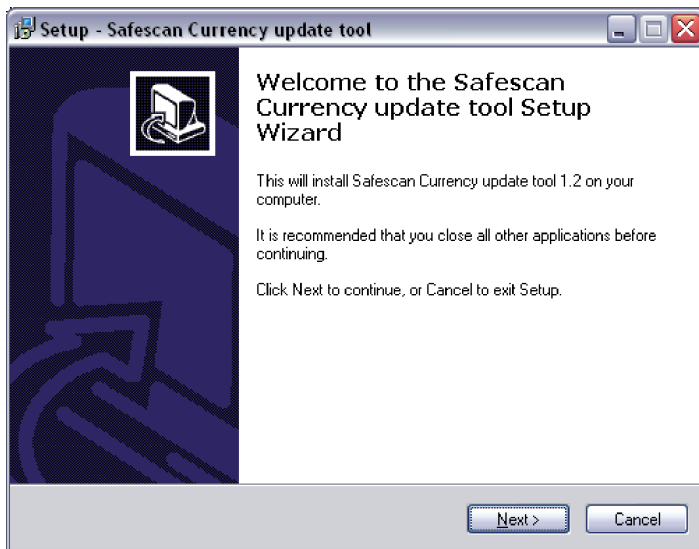 Setup - Safescan Currency update tool
Welcome to the Safescan
Currency update tool Setup
Wizard
This will install Safescan Currency update tool 1.2 on your
computer.
It is recommended that you close all other applications before
continuing.
Click Next to continue, or Cancel to exit Setup.
Next >
Cancel